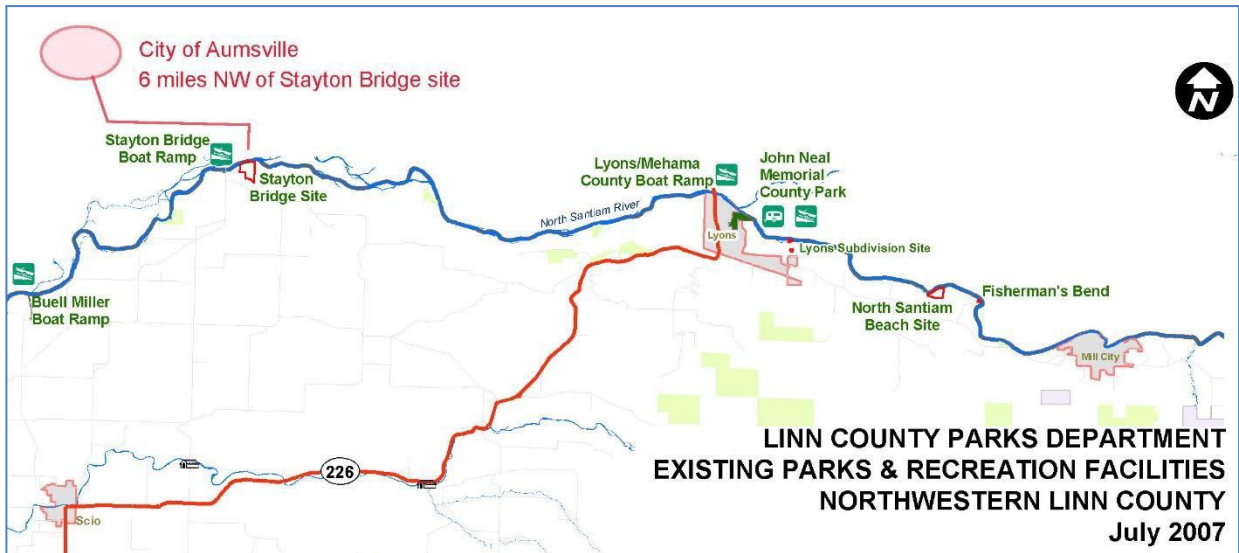 City of Aumsville
6 miles NW of Stayton Bridge site
N
Stayton Bridge
Boat Ramp
Stayton
Bridge Site
Lyons/Mehama
County Boat Ramp
John Neal
Memorial
County Park
North Santiam River
Lyons
Lyons Subdivision Site
Buell Miller
Boat Ramp
North Santiam
Beach Site
Fisherman's Bend
Mill City
226
Scio
LINN COUNTY PARKS DEPARTMENT
EXISTING PARKS & RECREATION FACILITIES
NORTHWESTERN LINN COUNTY
July 2007